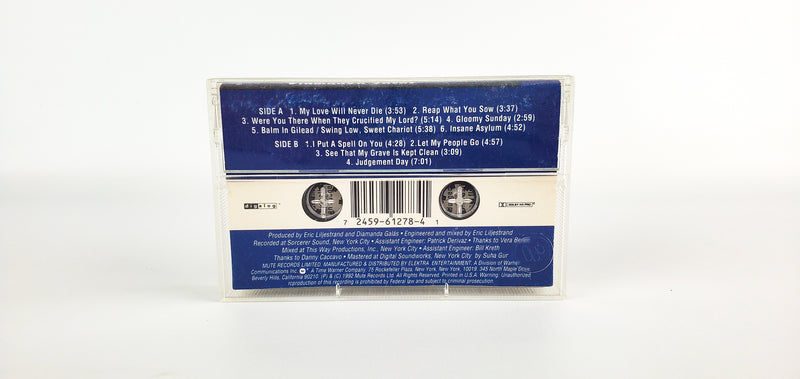 SIDE A 1. My Love Will Never Die (3:53) 2. Reap What You Sow (3:37)
3. Were You There When They Crucified My Lord? (5:14) 4. Gloomy Sunday (2:59)
5. Balm In Gilead / Swing Low, Sweet Chariot (5:38) 6. Insane Asylum (4:52)
SIDE B 1.I Put A Spell On You (4:28) 2.Let My People Go (4:57)
3. See That My Grave Is Kept Clean (3:09)
4. Judgement Day (7:01)
digalog
DOLBY HX PRO
7 2459-61278-4 1
Produced by Eric Liljestrand and Diamanda Galás • Engineered and mixed by Eric Liljestrand
Recorded at Sorcerer Sound, New York City • Assistant Engineer: Patrick Derivaz • Thanks to Vera
Mixed at This Way Productions, Inc., New York City • Assistant Engineer: Bill Kreth
Thanks to Danny Caccavo • Mastered at Digital Soundworks, New York City by Suha Gur
MUTE RECORDS LIMITED. MANUFACTURED & DISTRIBUTED BY ELEKTRA ENTERTAINMENT, A Division of Warner
Communications Inc. A Time Warner Company. 75 Rockefeller Plaza, New York, New York, 10019. 345 North Maple Drive,
Beverly Hills, California 90210. (P) & (C) 1992 Mute Records Ltd. All Rights Reserved. Printed in U.S.A. Warning: Unauthorized
reproduction of this recording is prohibited by Federal law and subject to criminal prosecution.